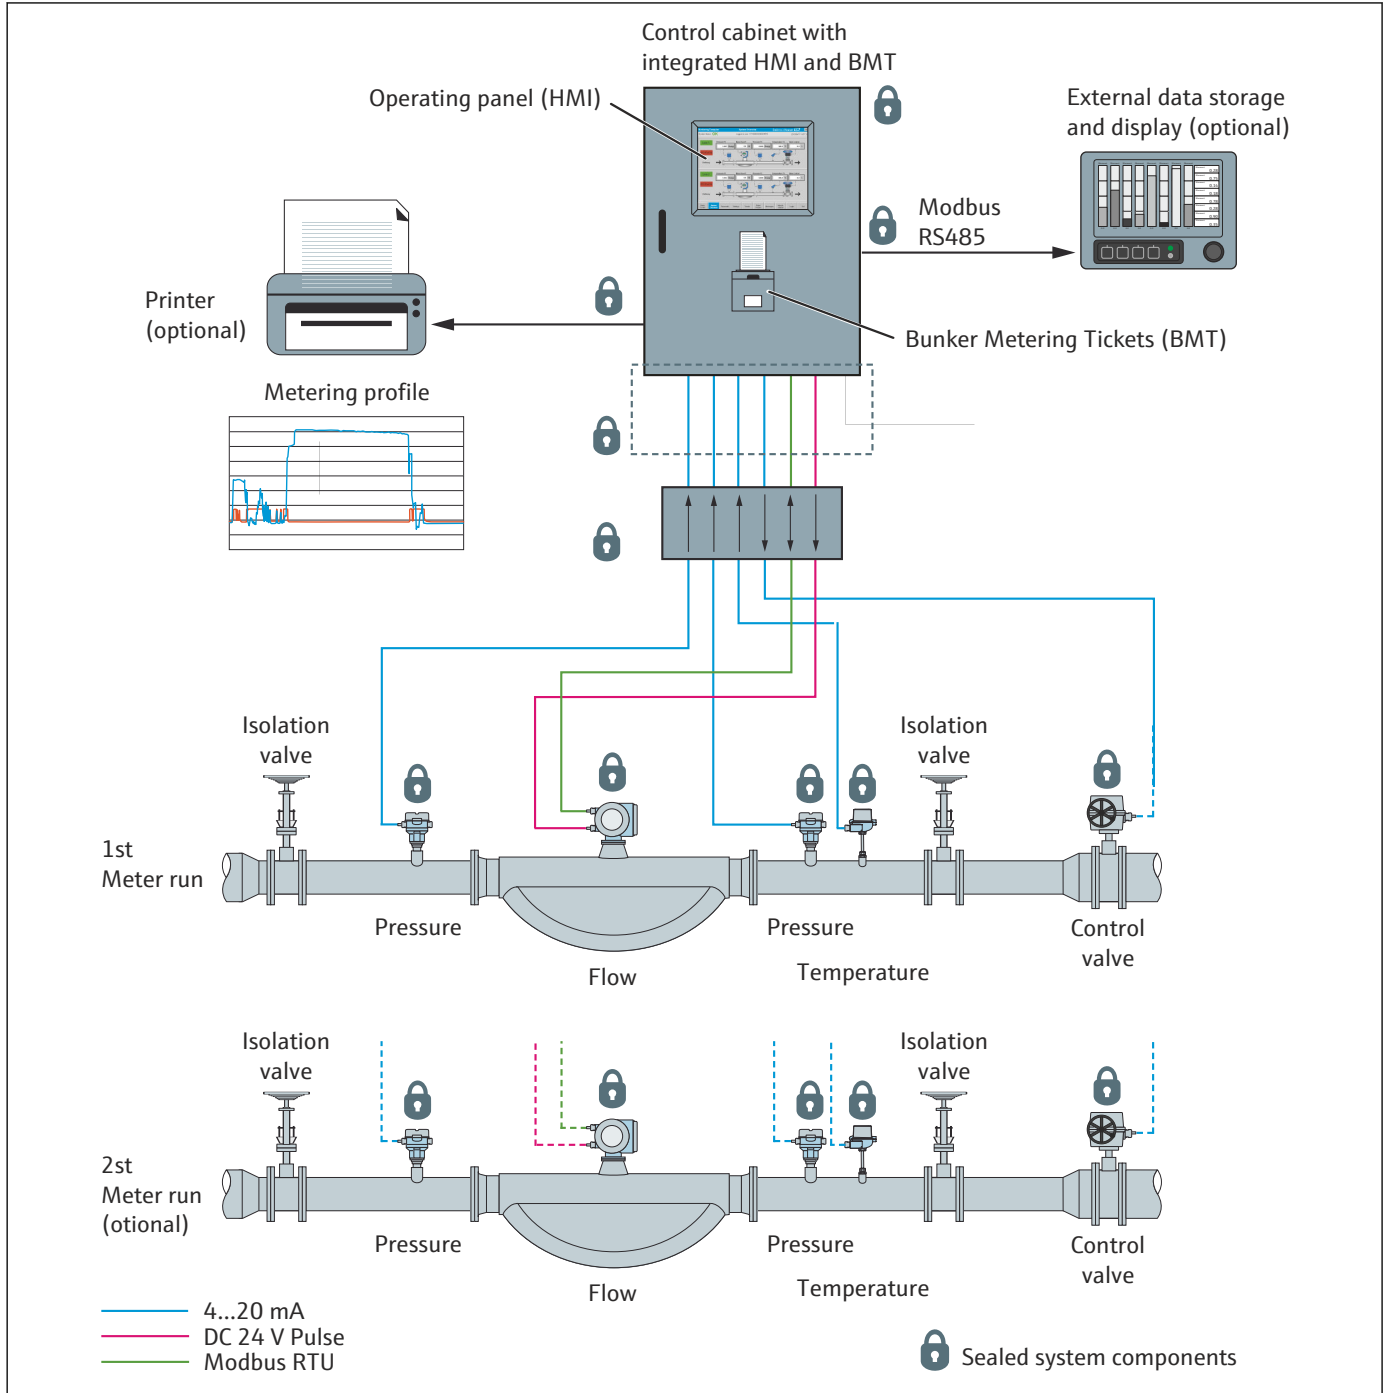 Control cabinet with
integrated HMI and BMT
Operating panel (HMI)
External data storage
and display (optional)
Modbus
RS485
Printer
(optional)
Bunker Metering Tickets (BMT)
Metering profile
Isolation
valve
Isolation
valve
1st
Meter run
Pressure
Flow
Pressure
Temperature
Control
valve
Isolation
valve
Isolation
valve
2st
Meter run
(otional)
Pressure
Flow
Pressure
Temperature
Control
valve
4...20 mA
DC 24 V Pulse
Modbus RTU
Sealed system components